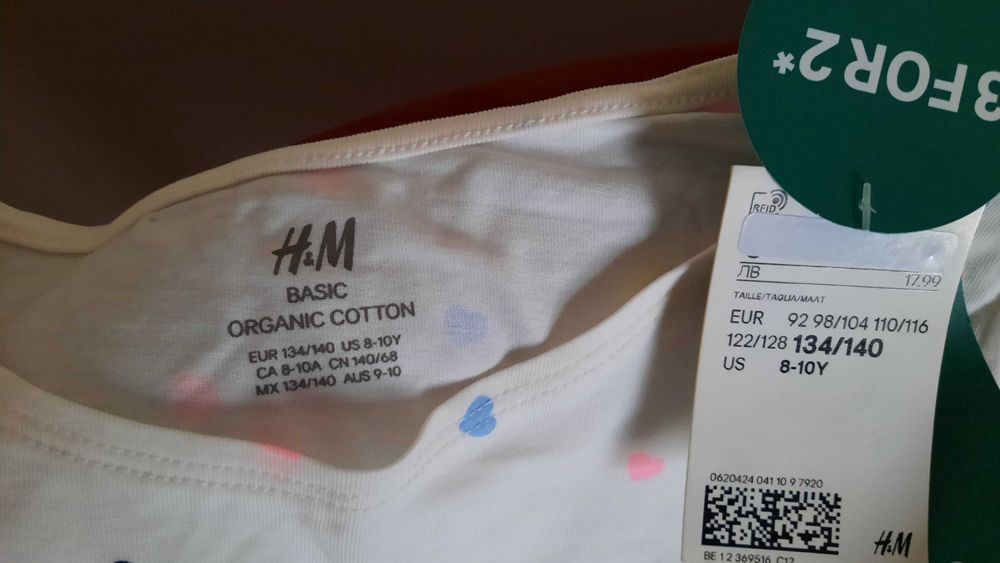 3 FOR 2*
H&M
BASIC
ORGANIC COTTON
EUR 134/140 US 8-10Y
CA 8-10A CN 140/68
MX 134/140 AUS 9-10
RFID
ЛВ 17.99
TAILLE/TAGLIA/MAAT
EUR 92 98/104 110/116
122/128 134/140
US 8-10Y
0620424 041 10 9 7920
H&M
BE 1 2 369516 C12